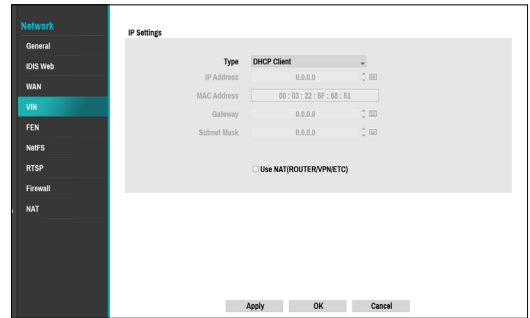 Network
General
IDIS Web
WAN
VIN
FEN
NetFS
RTSP
Firewall
NAT
IP Settings
Type DHCP Client
IP Address 0.0.0.0
MAC Address 00 : 03 : 22 : 5F : 68 : 51
Gateway 0.0.0.0
Subnet Mask 0.0.0.0
Use NAT(ROUTER/VPN/ETC)
Apply OK Cancel